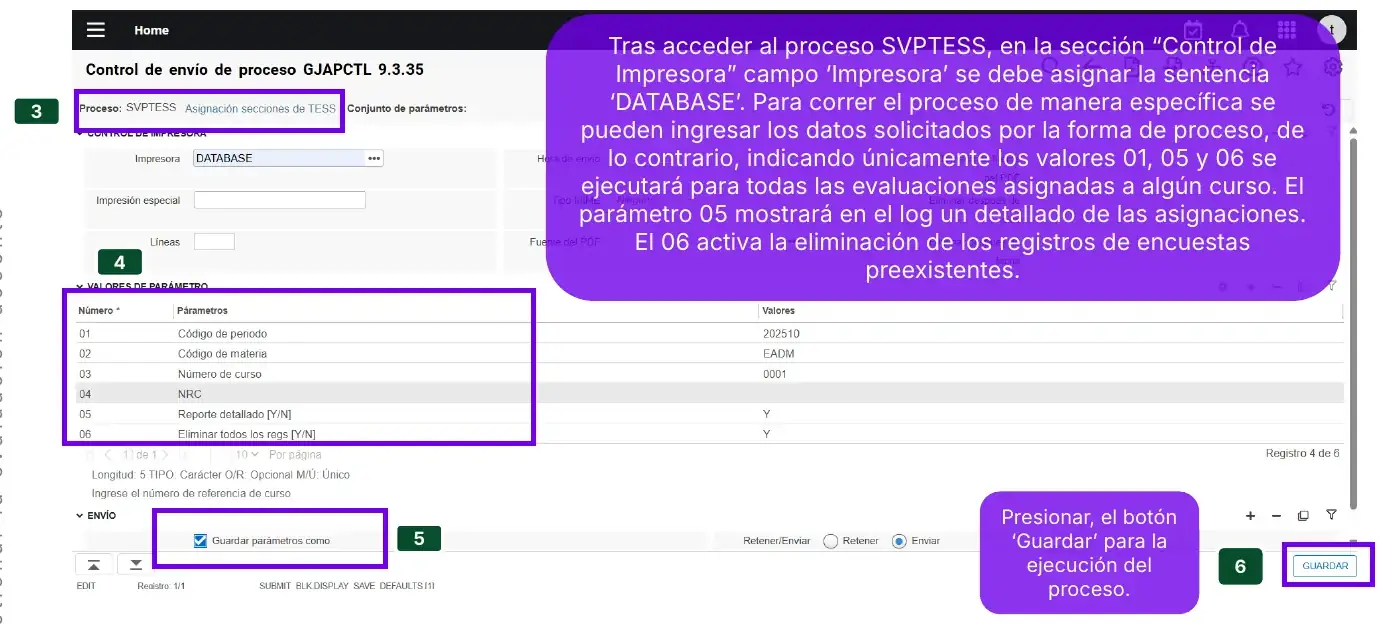 Home
t
Tras acceder al proceso SVPTESS, en la sección “Control de
Impresora” campo ‘Impresora’ se debe asignar la sentencia
‘DATABASE’. Para correr el proceso de manera específica se
pueden ingresar los datos solicitados por la forma de proceso, de
lo contrario, indicando únicamente los valores 01, 05 y 06 se
ejecutará para todas las evaluaciones asignadas a algún curso. El
parámetro 05 mostrará en el log un detallado de las asignaciones.
El 06 activa la eliminación de los registros de encuestas
preexistentes.
Control de envío de proceso GJAPCTL 9.3.35
3
Proceso: SVPTESS Asignación secciones de TESS Conjunto de parámetros:
CONTROL DE IMPRESORA
Impresora DATABASE
Hora de envío
Impresión especial
Líneas
Fuente del PDF
4
VALORES DE PARÁMETRO
Número * Párametros Valores
01 Código de periodo 202510
02 Código de materia EADM
03 Número de curso 0001
04 NRC
05 Reporte detallado [Y/N] Y
06 Eliminar todos los regs [Y/N] Y
1 de 1 10 Por página Registro 4 de 6
Longitud: 5 TIPO: Carácter O/R: Opcional M/Ú: Único
Ingrese el número de referencia de curso
ENVÍO
Guardar parámetros como
5
Retener/Enviar Retener Enviar
Presionar, el botón
‘Guardar’ para la
ejecución del
proceso.
6
GUARDAR
EDIT Registro: 1/1 SUBMIT_BLK.DISPLAY_SAVE_DEFAULTS [1]